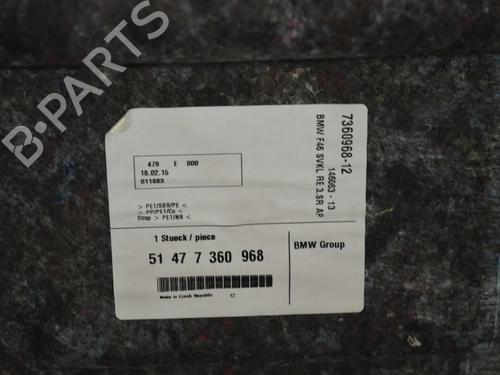 479 E 000
16.02.15
011883
> PET/SBR/PE <
> PP/PET/Co <
Strap > PET/NR <
1 Stueck / piece
51 47 7 360 968
Made in Czech Republic 12
BMW Group
7360968-12
146063 - 13
BMW F46 SVKL RE 3.SR AP
B-PARTS